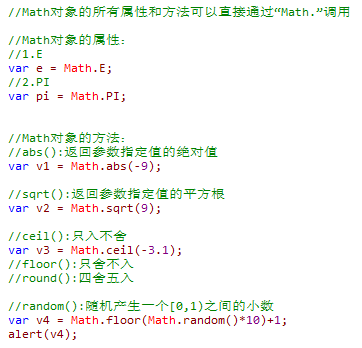 //Math对象的所有属性和方法可以直接通过“Math.”调用
//Math对象的属性：
//1.E
var e = Math.E;
//2.PI
var pi = Math.PI;
//Math对象的方法：
//abs():返回参数指定值的绝对值
var v1 = Math.abs(-9);
//sqrt():返回参数指定值的平方根
var v2 = Math.sqrt(9);
//ceil():只入不舍
var v3 = Math.ceil(-3.1);
//floor():只舍不入
//round():四舍五入
//random():随机产生一个[0,1)之间的小数
var v4 = Math.floor(Math.random()*10)+1;
alert(v4);